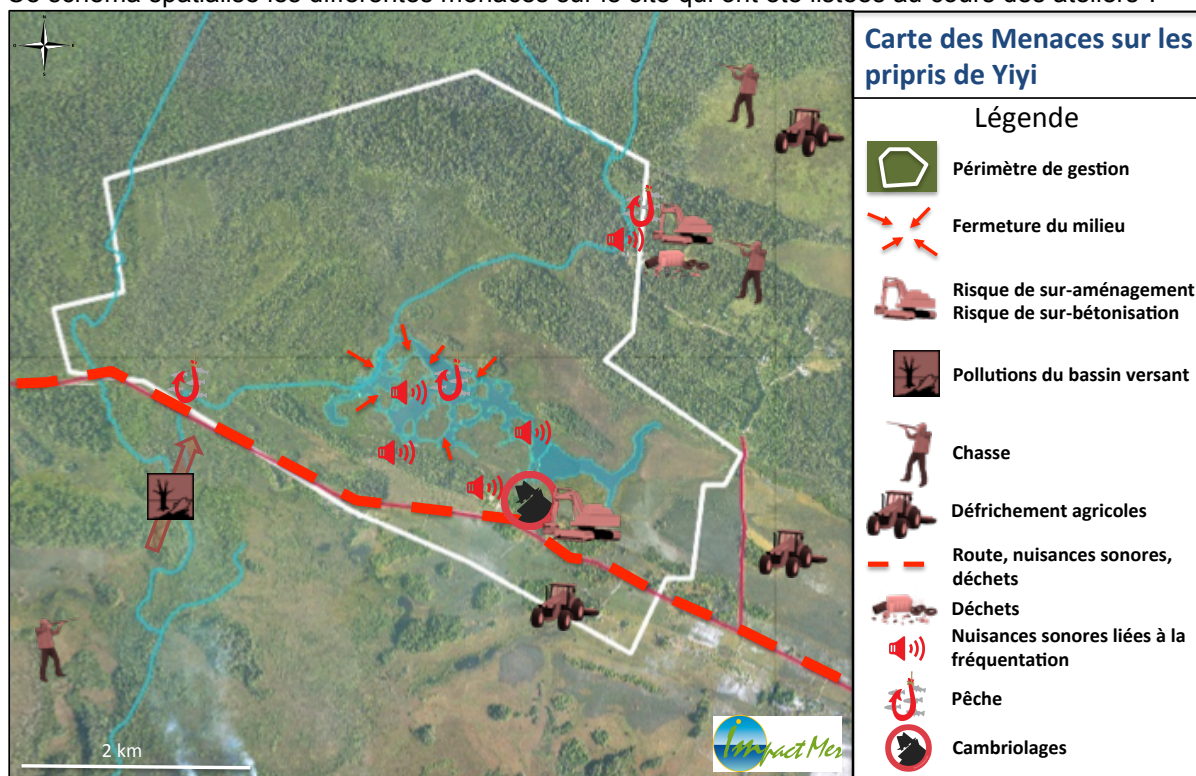 Ce schéma spatialise les différentes menaces sur le site qui ont été listées au cours des ateliers :
Carte des Menaces sur les
pripris de Yiyi
Légende
Périmètre de gestion
Fermeture du milieu
Risque de sur-aménagement
Risque de sur-bétonisation
Pollutions du bassin versant
Chasse
Défrichement agricoles
Route, nuisances sonores,
déchets
Déchets
Nuisances sonores liées à la
fréquentation
Pêche
Cambriolages
2 km
ImpactMer